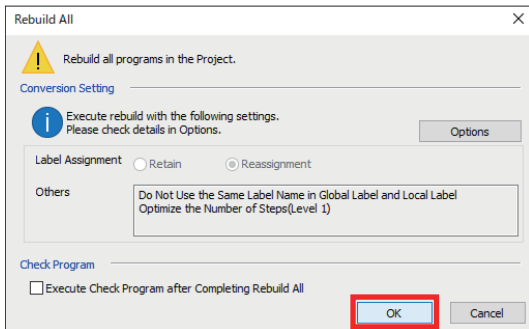 Rebuild All
Rebuild all programs in the Project.
Conversion Setting
Execute rebuild with the following settings.
Please check details in Options.
Options
Label Assignment Retain Reassignment
Others
Do Not Use the Same Label Name in Global Label and Local Label
Optimize the Number of Steps(Level 1)
Check Program
Execute Check Program after Completing Rebuild All
OK Cancel